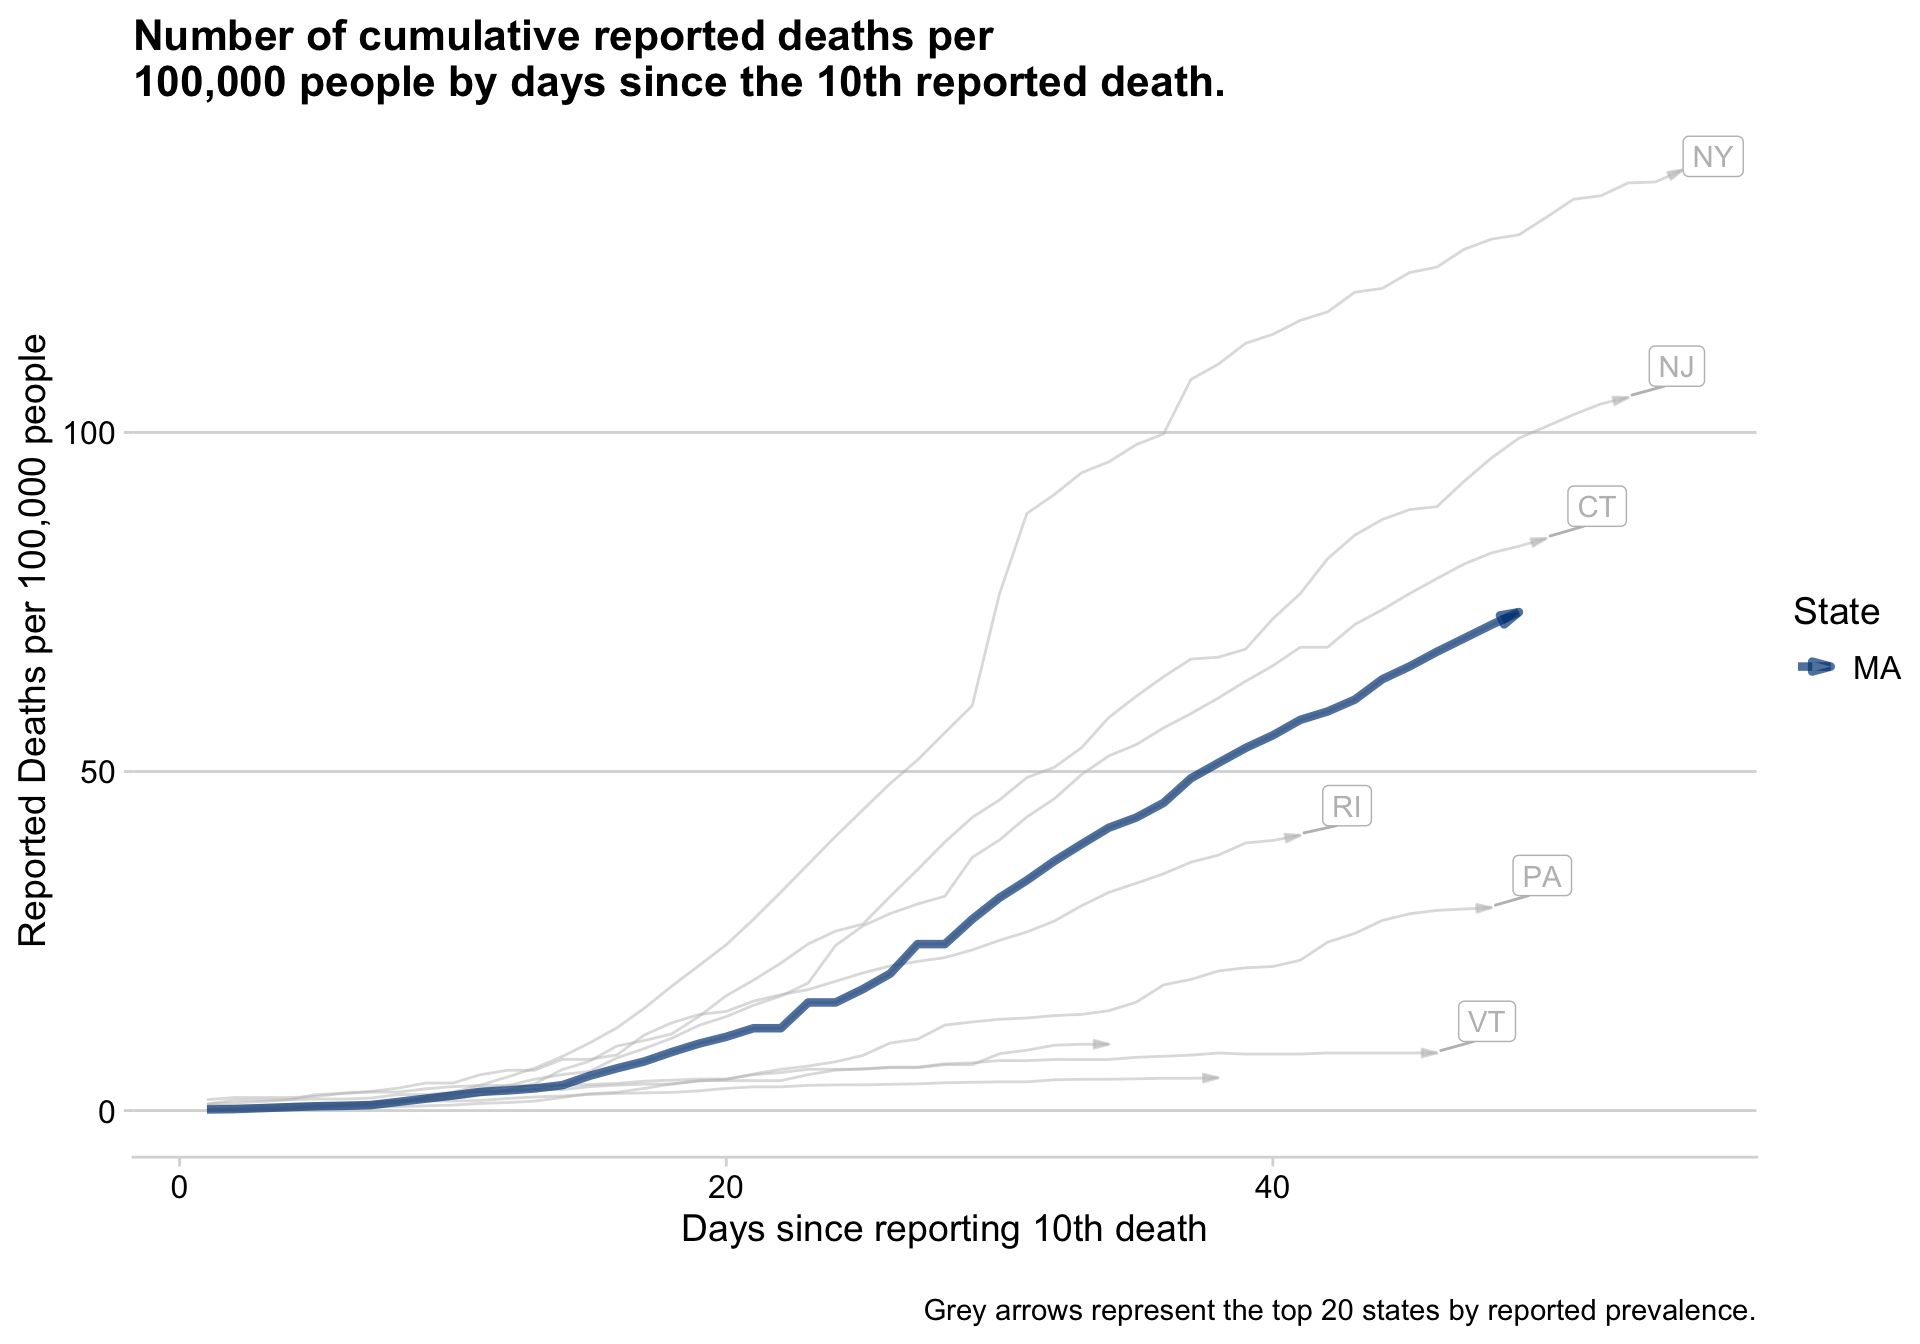 Number of cumulative reported deaths per
100,000 people by days since the 10th reported death.
NY
NJ
CT
RI
PA
VT
Reported Deaths per 100,000 people
100
50
0
0 20 40
Days since reporting 10th death
State
MA
Grey arrows represent the top 20 states by reported prevalence.